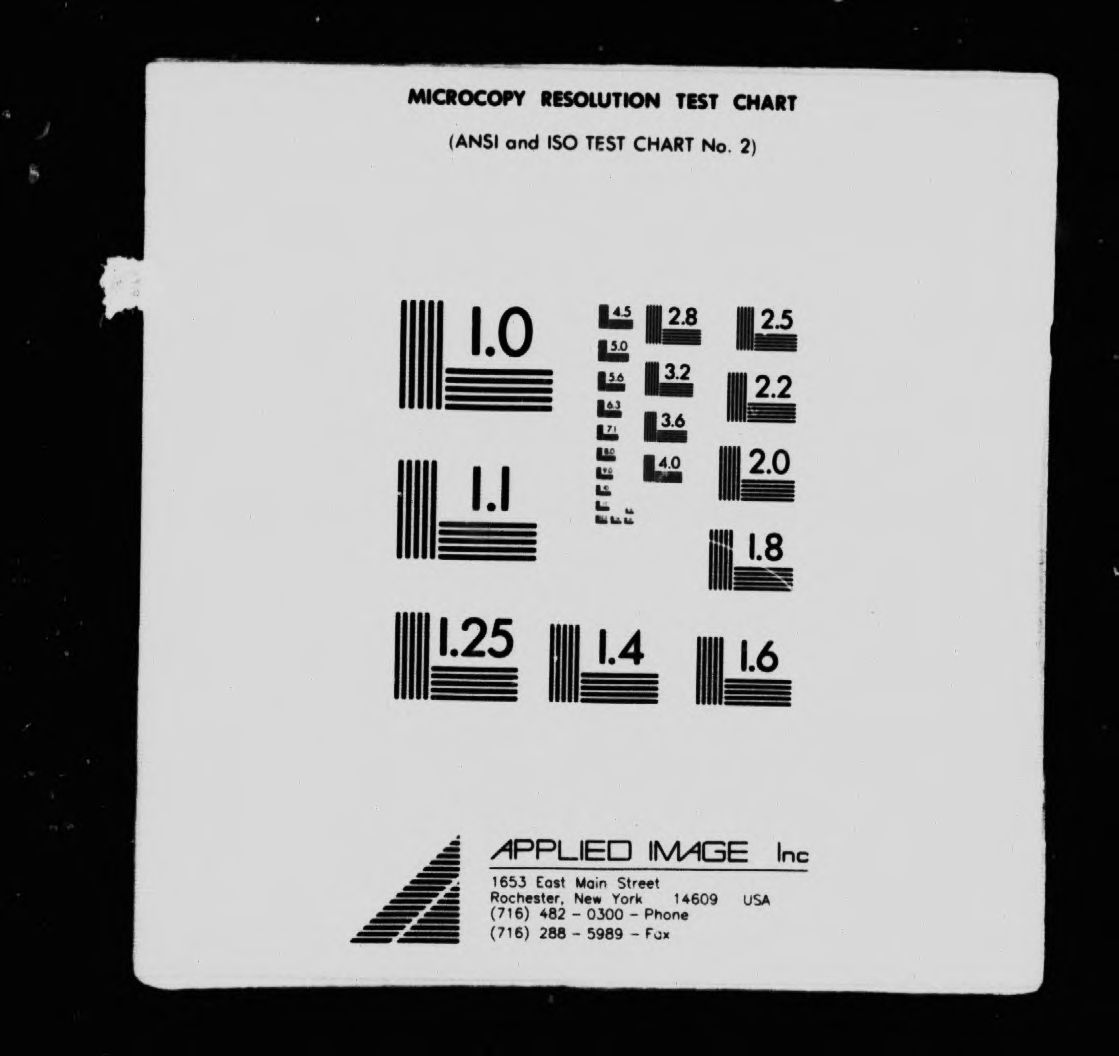 MICROCOPY RESOLUTION TEST CHART
(ANSI and ISO TEST CHART No. 2)
1.0
1.1
1.25
1.4
1.6
1.8
2.0
2.2
2.5
2.8
3.2
3.6
4.0
4.5
5.0
5.6
6.3
7.1
8.0
9.0
APPLIED IMAGE Inc
1653 East Main Street
Rochester, New York 14609 USA
(716) 482 - 0300 - Phone
(716) 288 - 5989 - Fax